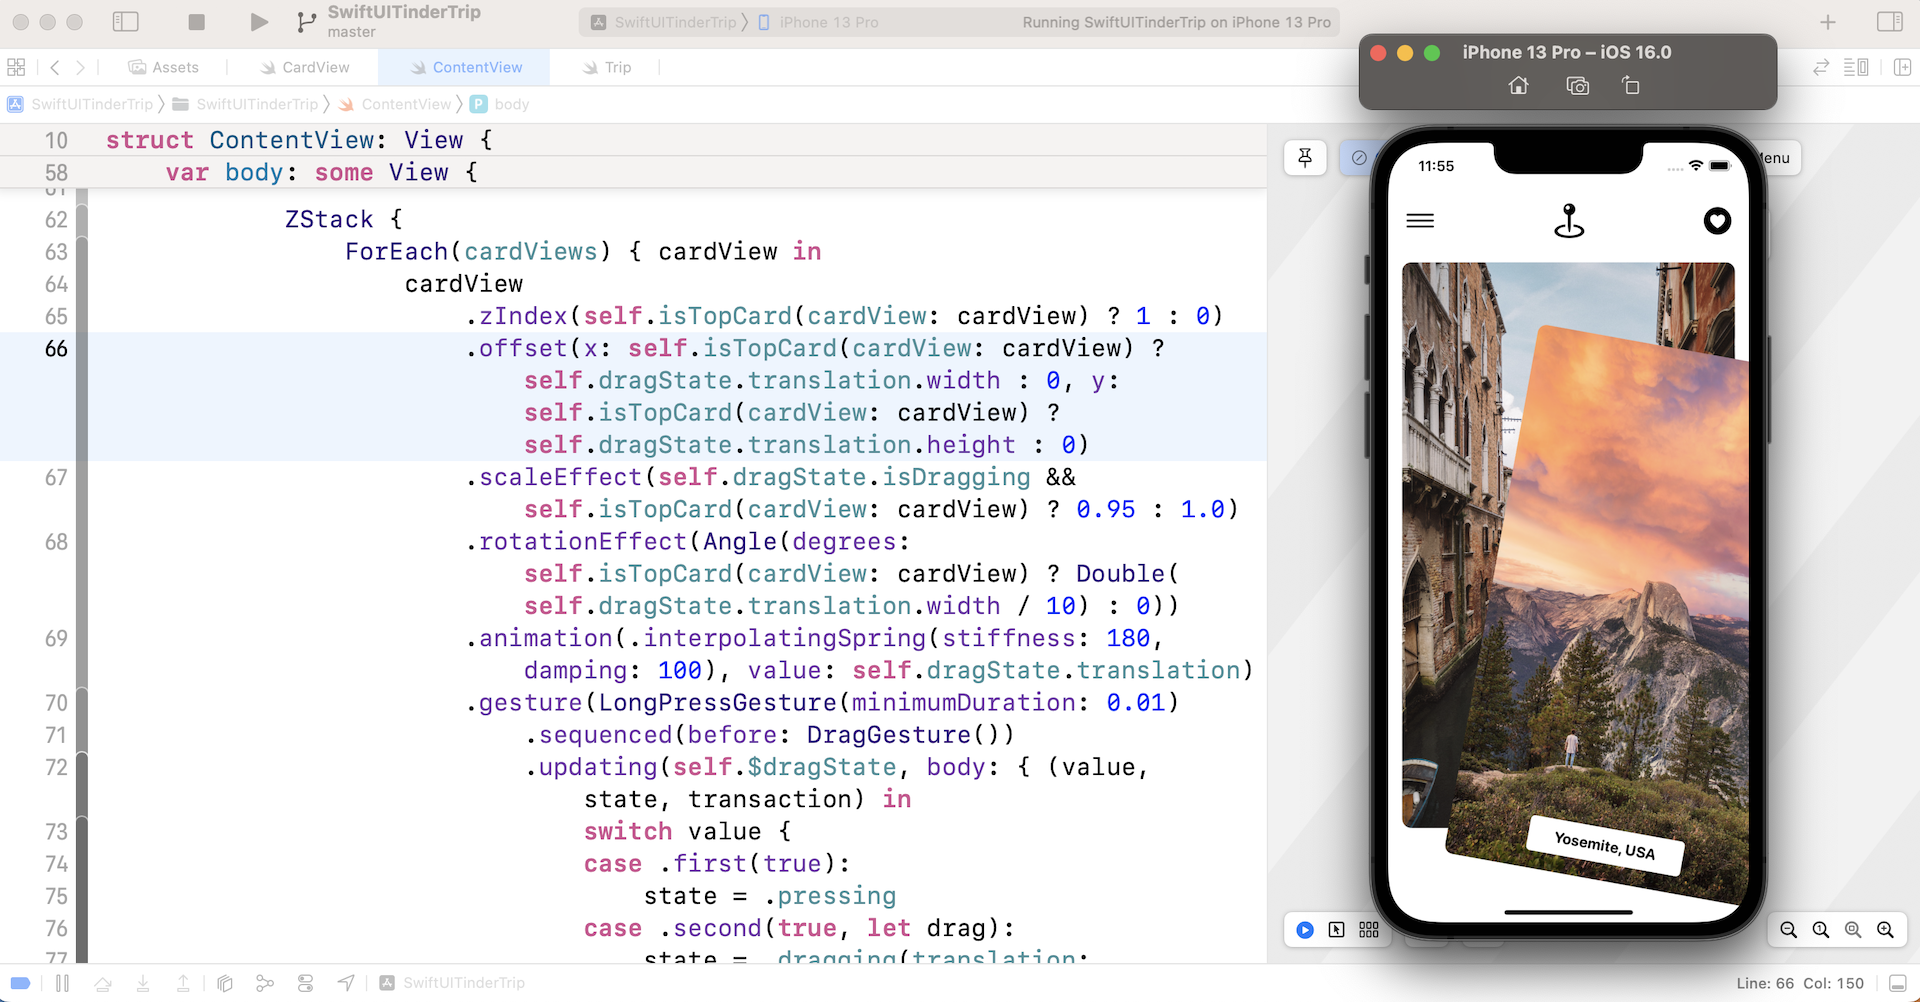 SwiftUITinderTrip
master
SwiftUITinderTrip
iPhone 13 Pro
Running SwiftUITinderTrip on iPhone 13 Pro
Assets
CardView
ContentView
Trip
SwiftUITinderTrip
SwiftUITinderTrip
ContentView
P body
10 struct ContentView: View {
58 var body: some View {
61
62 ZStack {
63 ForEach(cardViews) { cardView in
64 cardView
65 .zIndex(self.isTopCard(cardView: cardView) ? 1 : 0)
66 .offset(x: self.isTopCard(cardView: cardView) ?
self.dragState.translation.width : 0, y:
self.isTopCard(cardView: cardView) ?
self.dragState.translation.height : 0)
67 .scaleEffect(self.dragState.isDragging &&
self.isTopCard(cardView: cardView) ? 0.95 : 1.0)
68 .rotationEffect(Angle(degrees:
self.isTopCard(cardView: cardView) ? Double(
self.dragState.translation.width / 10) : 0))
69 .animation(.interpolatingSpring(stiffness: 180,
damping: 100), value: self.dragState.translation)
70 .gesture(LongPressGesture(minimumDuration: 0.01)
71 .sequenced(before: DragGesture())
72 .updating(self.$dragState, body: { (value,
state, transaction) in
73 switch value {
74 case .first(true):
75 state = .pressing
76 case .second(true, let drag):
77 state = .dragging(translation:
SwiftUITinderTrip
Line: 66 Col: 150
iPhone 13 Pro – iOS 16.0
enu
11:55
Yosemite, USA